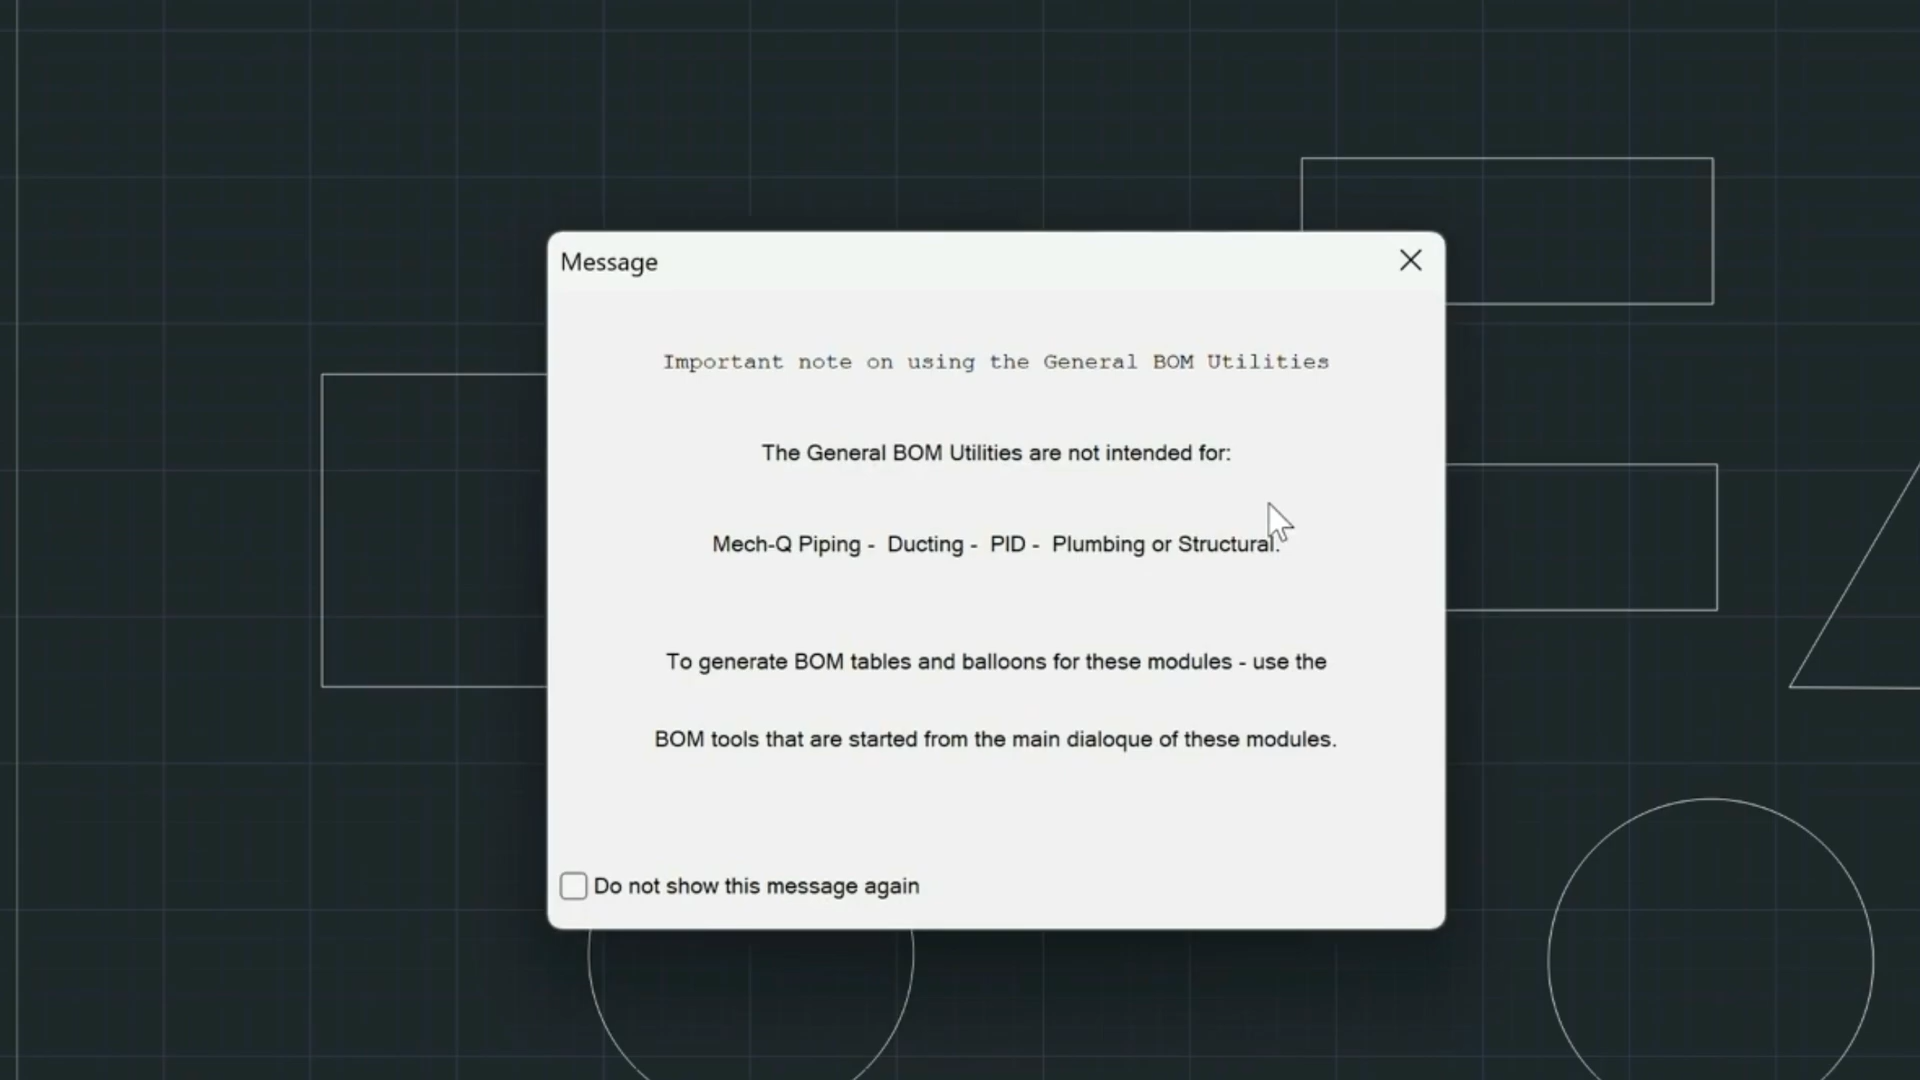 Message
Important note on using the General BOM Utilities
The General BOM Utilities are not intended for:
Mech-Q Piping -  Ducting -  PID -  Plumbing or Structural.
To generate BOM tables and balloons for these modules - use the
BOM tools that are started from the main dialoque of these modules.
Do not show this message again